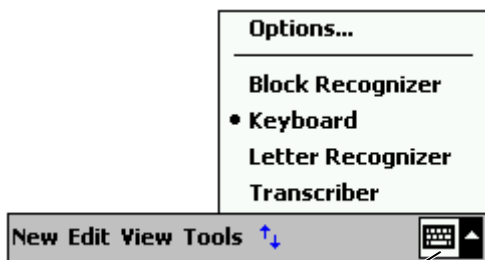 Options...
Block Recognizer
Keyboard
Letter Recognizer
Transcriber
New Edit View Tools